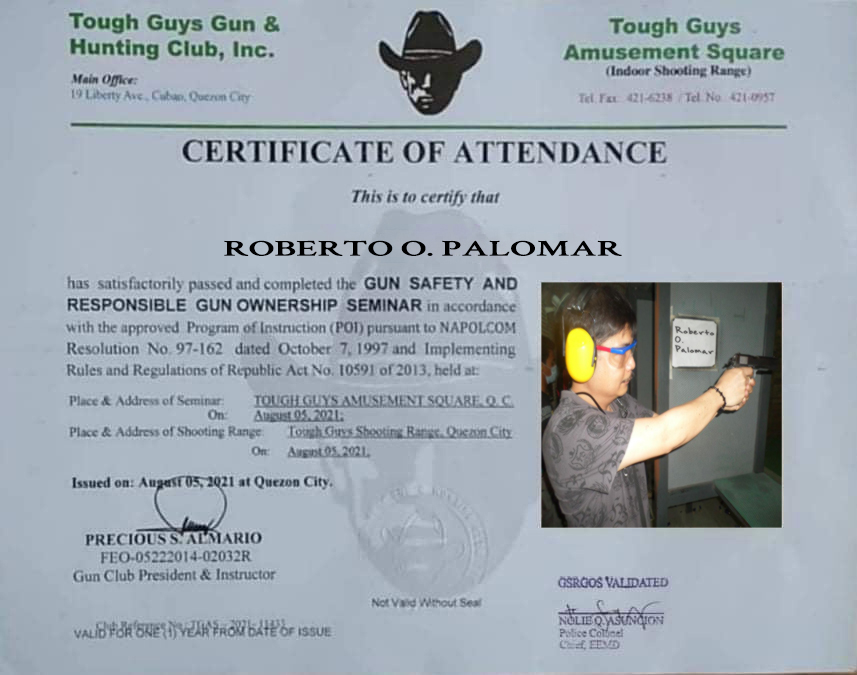 Tough Guys Gun &
Hunting Club, Inc.
Main Office:
19 Liberty Ave., Cubao, Quezon City
Tough Guys
Amusement Square
(Indoor Shooting Range)
Tel. Fax: 421-6238 / Tel. No. 421-0957
CERTIFICATE OF ATTENDANCE
This is to certify that
ROBERTO O. PALOMAR
has satisfactorily passed and completed the GUN SAFETY AND
RESPONSIBLE GUN OWNERSHIP SEMINAR in accordance
with the approved Program of Instruction (POI) pursuant to NAPOLCOM
Resolution No. 97-162 dated October 7, 1997 and Implementing
Rules and Regulations of Republic Act No. 10591 of 2013, held at:
Place & Address of Seminar: TOUGH GUYS AMUSEMENT SQUARE, Q. C.
On: August 05, 2021;
Place & Address of Shooting Range: Tough Guys Shooting Range, Quezon City
On: August 05, 2021.
Roberto
O.
Palomar
Issued on: August 05, 2021 at Quezon City.
PRECIOUS S. ALMARIO
FEO-05222014-02032R
Gun Club President & Instructor
Not Valid Without Seal
Club Reference No.
VALID FOR ONE (1) YEAR FROM DATE OF ISSUE
GSRGOS VALIDATED
NOLIE Q. ASUNCION
Police Colonel
Chief, EEMD